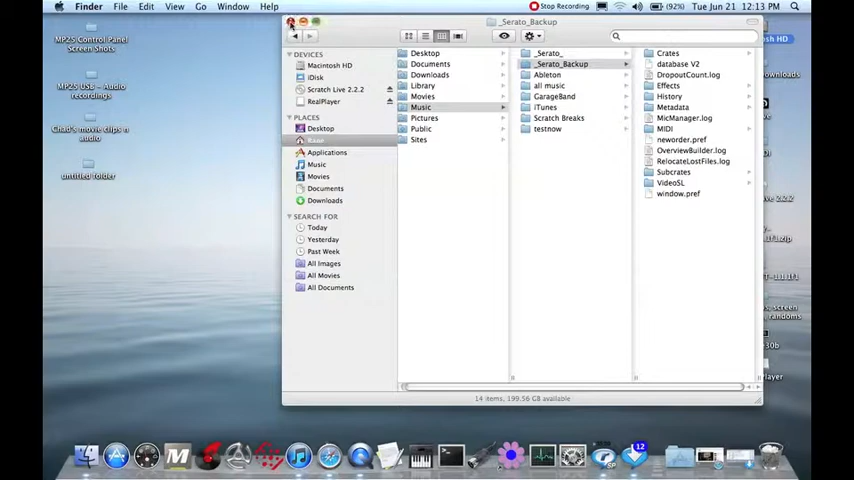 Finder File Edit View Go Window Help
Stop Recording
(92%) Tue Jun 21 12:13 PM
_Serato_Backup
MP25 Control Panel
Screen Shots
MP25 USB - Audio
recordings
Chad's movie clips n
audio
untitled folder
DEVICES
Macintosh HD
iDisk
Scratch Live 2.2.2
RealPlayer
PLACES
Desktop
Applications
Music
Movies
Documents
Downloads
SEARCH FOR
Today
Yesterday
Past Week
All Images
All Movies
All Documents
Desktop
Documents
Downloads
Library
Movies
Music
Pictures
Public
Sites
_Serato_
_Serato_Backup
Ableton
all music
GarageBand
iTunes
Scratch Breaks
testnow
Crates
database V2
DropoutCount.log
Effects
History
Metadata
MicManager.log
MIDI
neworder.pref
OverviewBuilder.log
RelocateLostFiles.log
Subcrates
VideoSL
window.pref
14 items, 199.56 GB available
12